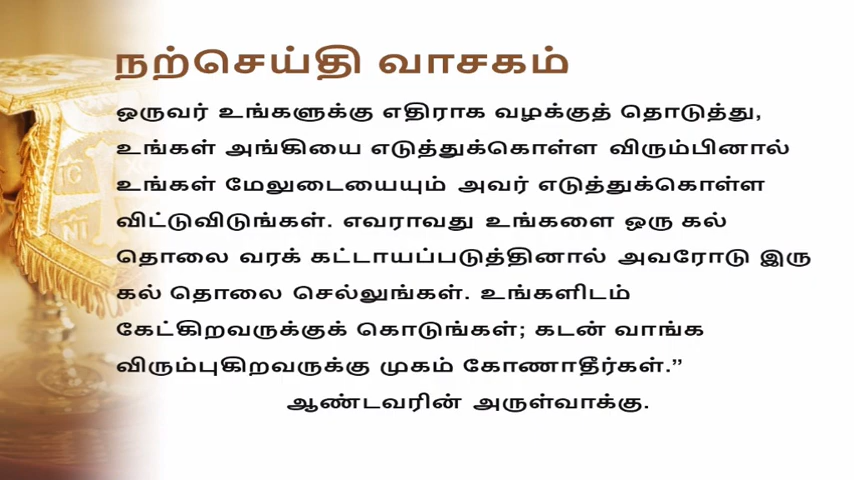 நற்செய்தி வாசகம்
ஒருவர் உங்களுக்கு எதிராக வழக்குத் தொடுத்து,
உங்கள் அங்கியை எடுத்துக்கொள்ள விரும்பினால்
உங்கள் மேலுடையையும் அவர் எடுத்துக்கொள்ள
விட்டுவிடுங்கள். எவராவது உங்களை ஒரு கல்
தொலை வரக் கட்டாயப்படுத்தினால் அவரோடு இரு
கல் தொலை செல்லுங்கள். உங்களிடம்
கேட்கிறவருக்குக் கொடுங்கள்; கடன் வாங்க
விரும்புகிறவருக்கு முகம் கோணாதீர்கள்.”
ஆண்டவரின் அருள்வாக்கு.